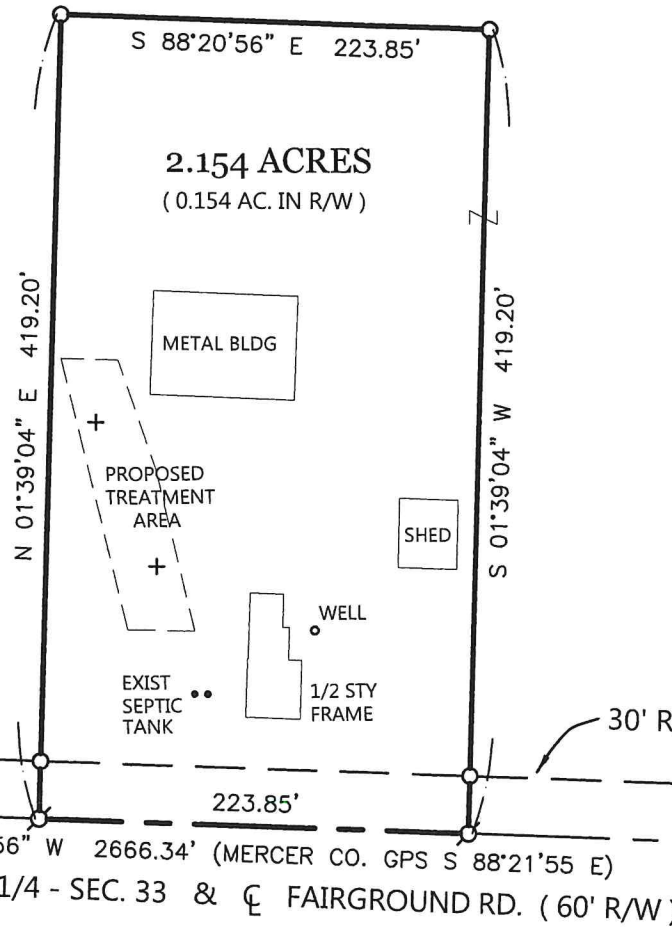 S 88°20'56" E 223.85'
2.154 ACRES
( 0.154 AC. IN R/W )
N 01°39'04" E 419.20'
S 01°39'04" W 419.20'
METAL BLDG
PROPOSED
TREATMENT
AREA
SHED
WELL
EXIST
SEPTIC
TANK
1/2 STY
FRAME
30' R
223.85'
56" W 2666.34' (MERCER CO. GPS S 88°21'55 E)
1/4 - SEC. 33 & ℄ FAIRGROUND RD. ( 60' R/W )